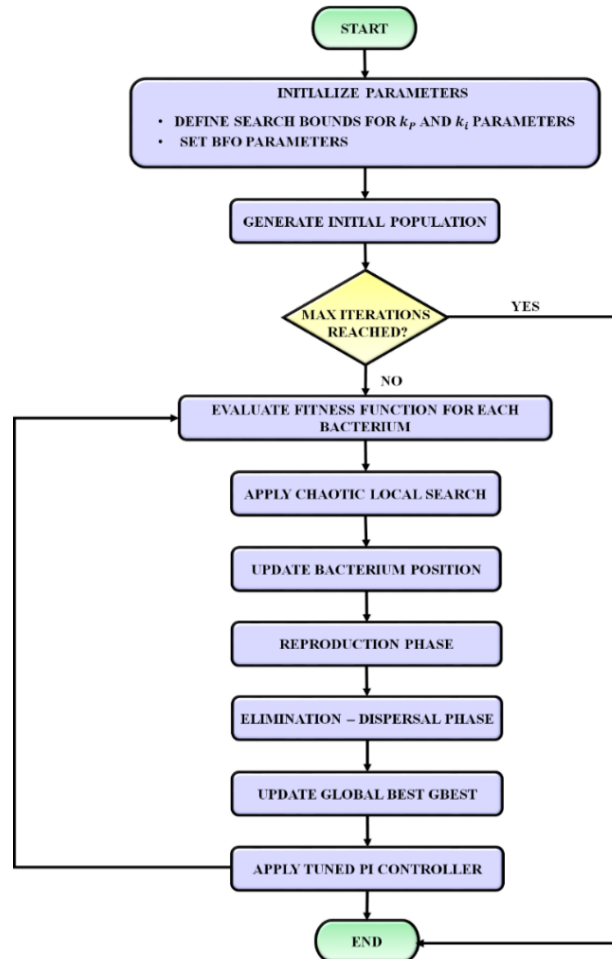 START
INITIALIZE PARAMETERS
• DEFINE SEARCH BOUNDS FOR k_P AND k_i PARAMETERS
• SET BFO PARAMETERS
GENERATE INITIAL POPULATION
MAX ITERATIONS
REACHED?
YES
NO
EVALUATE FITNESS FUNCTION FOR EACH
BACTERIUM
APPLY CHAOTIC LOCAL SEARCH
UPDATE BACTERIUM POSITION
REPRODUCTION PHASE
ELIMINATION – DISPERSAL PHASE
UPDATE GLOBAL BEST GBEST
APPLY TUNED PI CONTROLLER
END